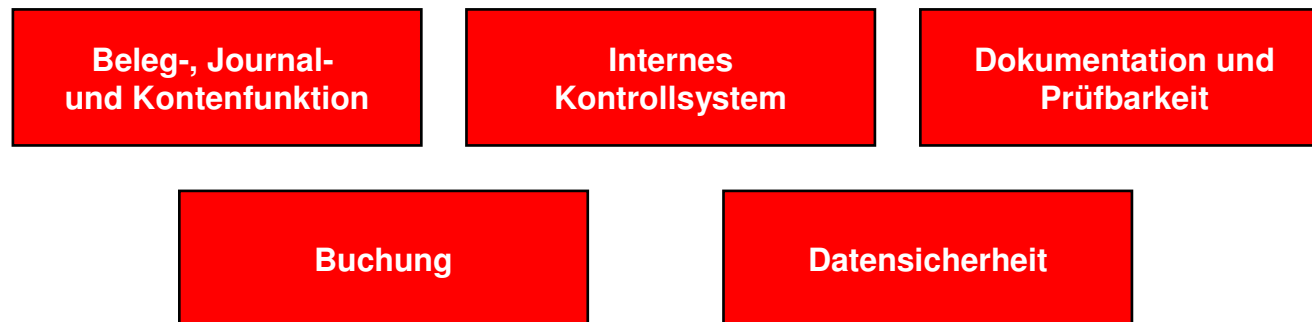 Beleg-, Journal-
und Kontenfunktion
Internes
Kontrollsystem
Dokumentation und
Prüfbarkeit
Buchung
Datensicherheit